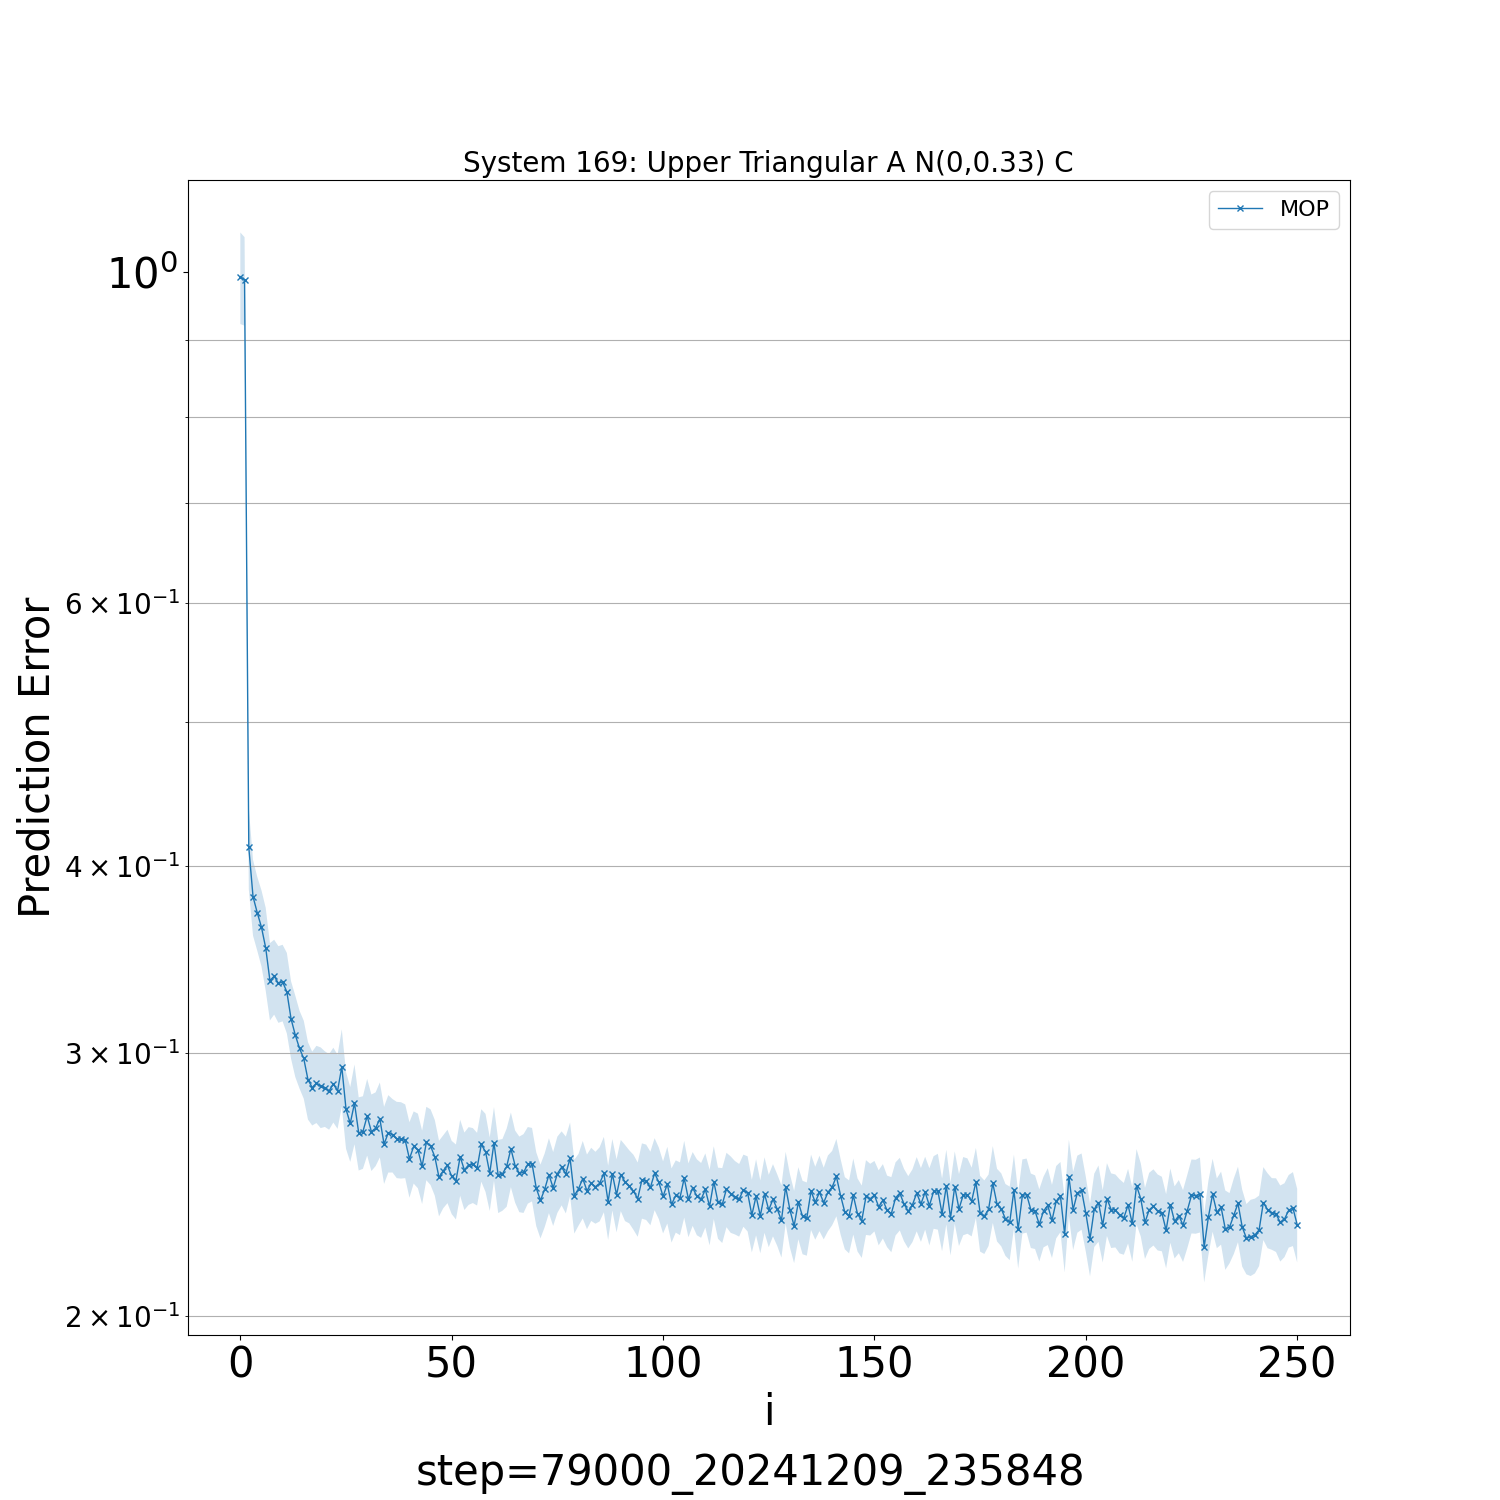 System 169: Upper Triangular A N(0,0.33) C
MOP
10⁰
6 × 10⁻¹
4 × 10⁻¹
3 × 10⁻¹
2 × 10⁻¹
Prediction Error
0 50 100 150 200 250
i
step=79000_20241209_235848